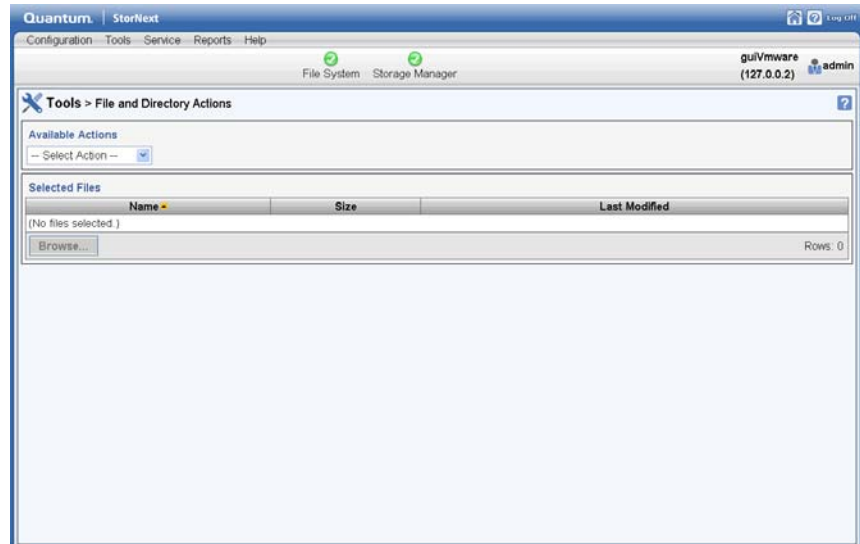 Quantum. StorNext Log Off
Configuration Tools Service Reports Help
File System Storage Manager
guiVmware
(127.0.0.2)
admin
Tools > File and Directory Actions
Available Actions
-- Select Action --
Selected Files
Name Size Last Modified
(No files selected.)
Browse... Rows: 0